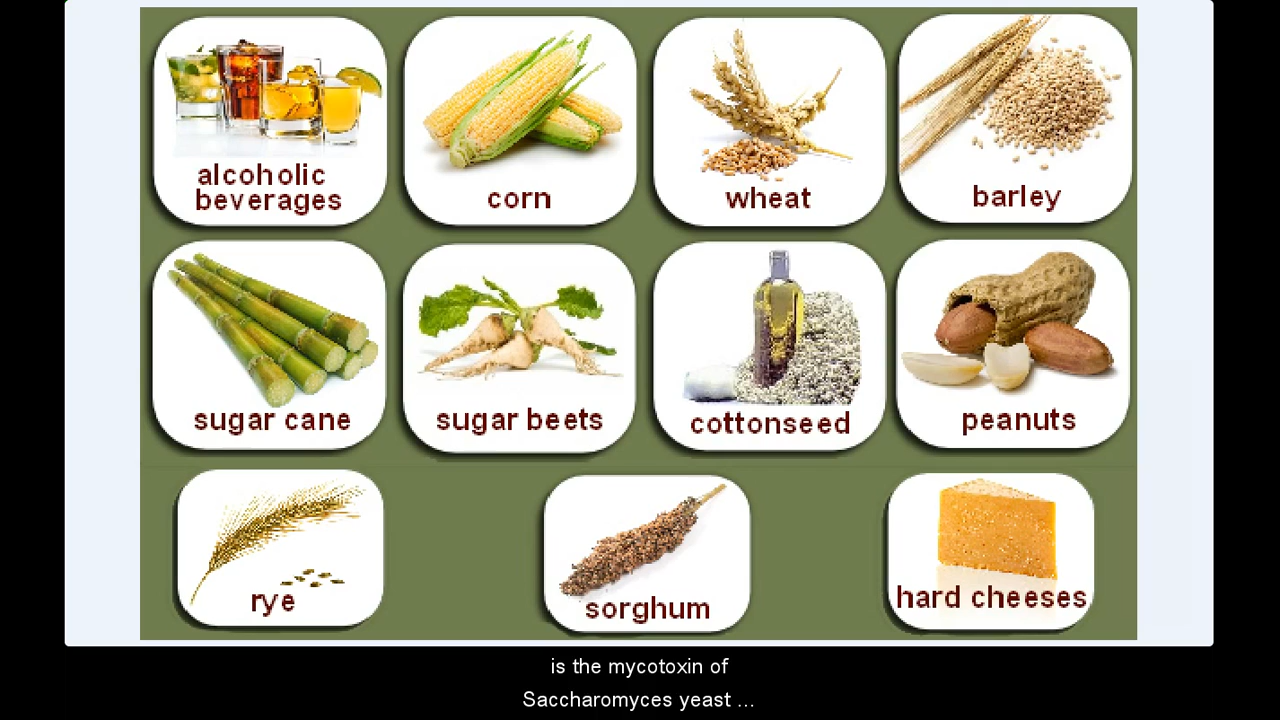 alcoholic
beverages
corn
wheat
barley
sugar cane
sugar beets
cottonseed
peanuts
rye
sorghum
hard cheeses
is the mycotoxin of
Saccharomyces yeast ...